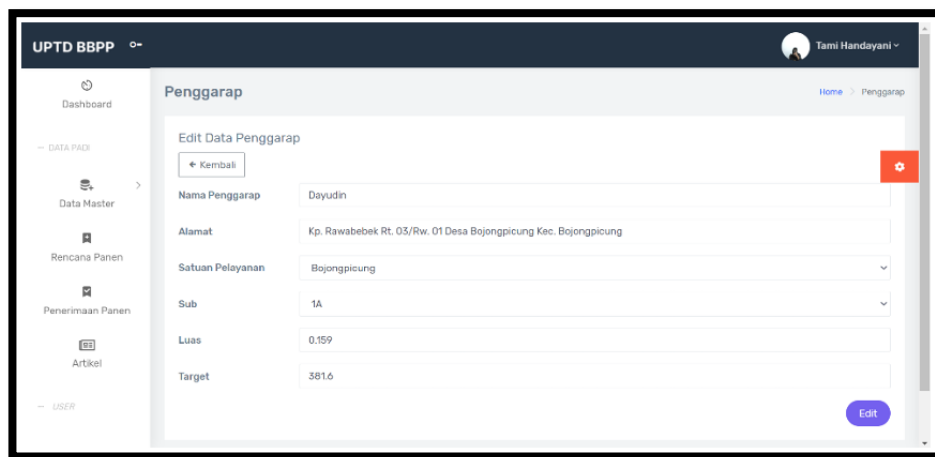 UPTD BBPP
Tami Handayani
Dashboard
— DATA PADI
Data Master
Rencana Panen
Penerimaan Panen
Artikel
— USER
Penggarap
Home > Penggarap
Edit Data Penggarap
← Kembali
Nama Penggarap Dayudin
Alamat Kp. Rawabebek Rt. 03/Rw. 01 Desa Bojongpicung Kec. Bojongpicung
Satuan Pelayanan Bojongpicung
Sub 1A
Luas 0.159
Target 381.6
Edit